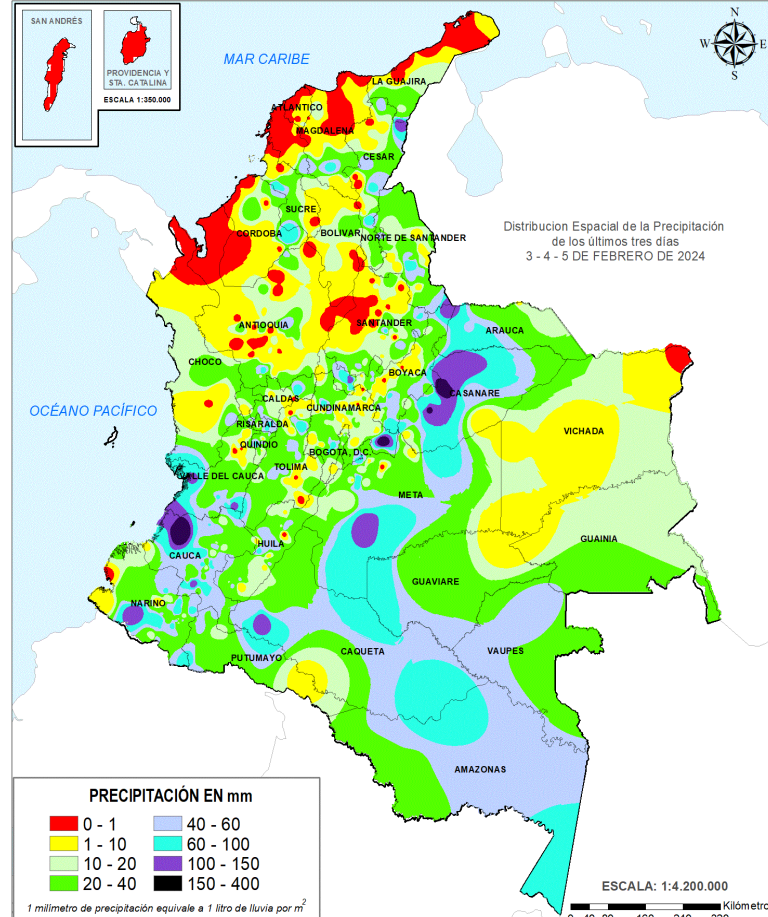 SAN ANDRÉS
PROVIDENCIA Y
STA. CATALINA
ESCALA 1:350.000
N
W
E
S
MAR CARIBE
LA GUAJIRA
ATLANTICO
MAGDALENA
CESAR
SUCRE
CORDOBA
BOLIVAR
NORTE DE SANTANDER
Distribucion Espacial de la Precipitación
de los últimos tres días
3 - 4 - 5 DE FEBRERO DE 2024
ANTIOQUIA
SANTANDER
ARAUCA
CHOCO
BOYACA
CASANARE
OCÉANO PACÍFICO
CALDAS
CUNDINAMARCA
RISARALDA
VICHADA
QUINDIO
BOGOTA, D.C.
TOLIMA
VALLE DEL CAUCA
META
CAUCA
HUILA
GUAINIA
GUAVIARE
NARIÑO
PUTUMAYO
CAQUETA
VAUPES
AMAZONAS
PRECIPITACIÓN EN mm
0 - 1
40 - 60
1 - 10
60 - 100
10 - 20
100 - 150
20 - 40
150 - 400
1 milímetro de precipitación equivale a 1 litro de lluvia por m²
ESCALA: 1:4.200.000
Kilómetro